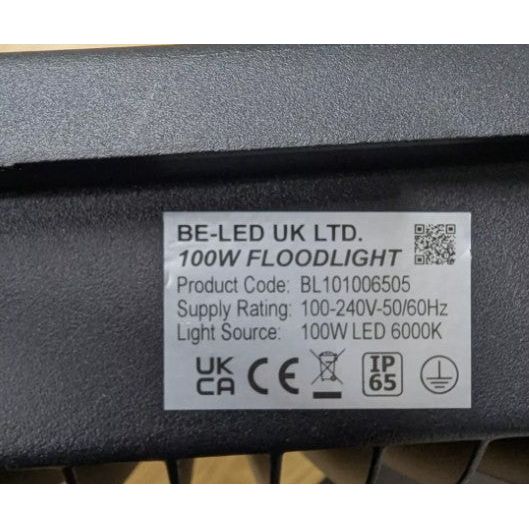 BE-LED UK LTD.
100W FLOODLIGHT
Product Code: BL101006505
Supply Rating: 100-240V-50/60Hz
Light Source: 100W LED 6000K
UK
CA
CE
IP
65